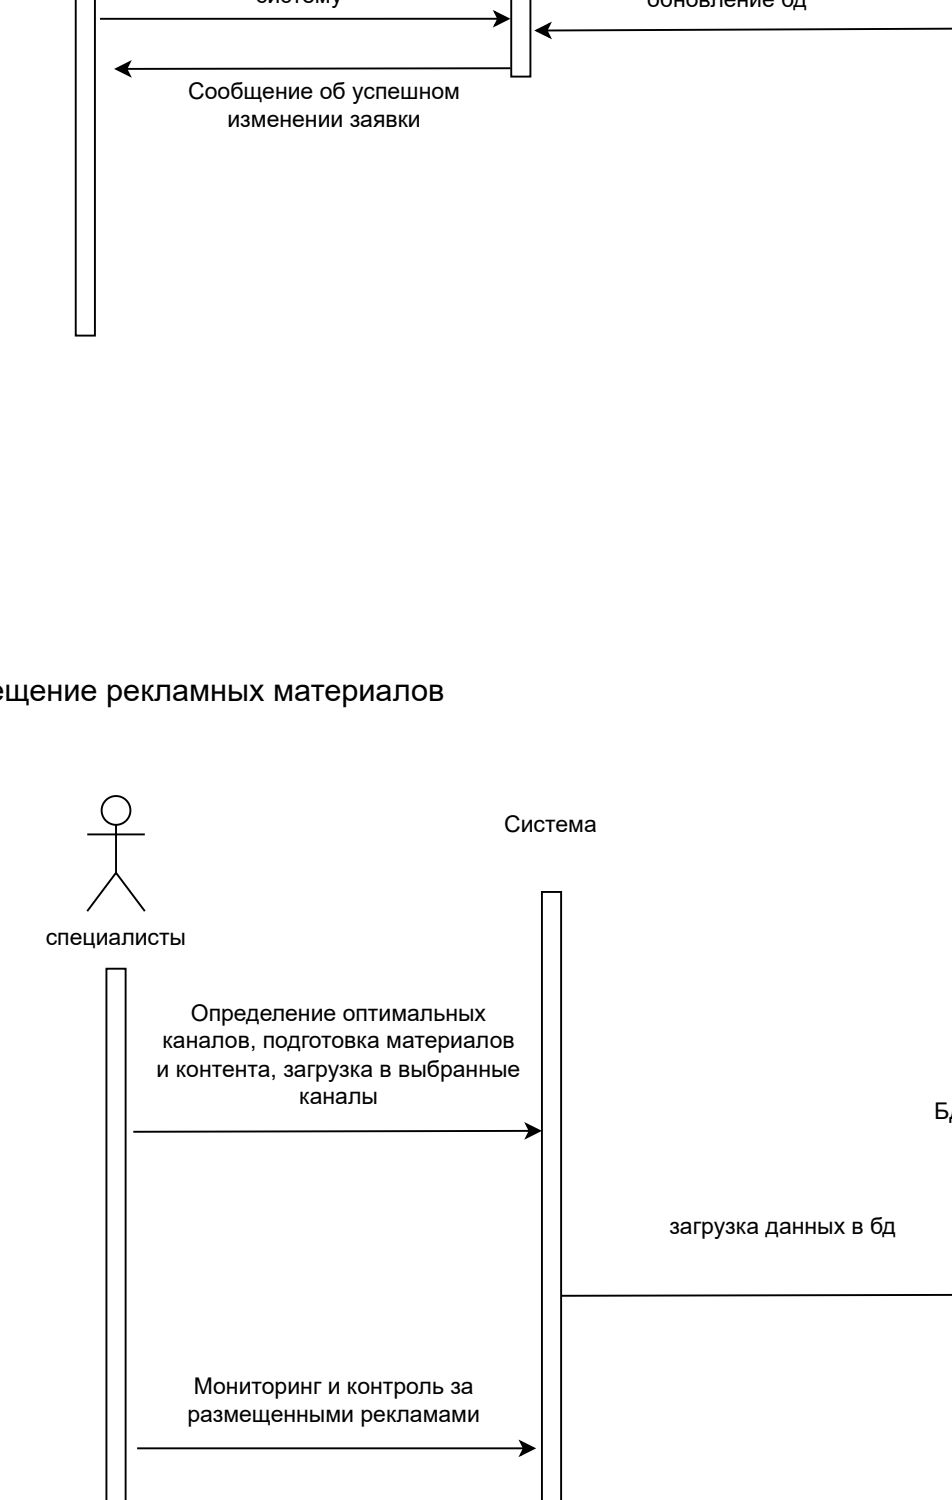 систему
обновление бд
Сообщение об успешном
изменении заявки
ещение рекламных материалов
Система
специалисты
Определение оптимальных
каналов, подготовка материалов
и контента, загрузка в выбранные
каналы
загрузка данных в бд
Мониторинг и контроль за
размещенными рекламами